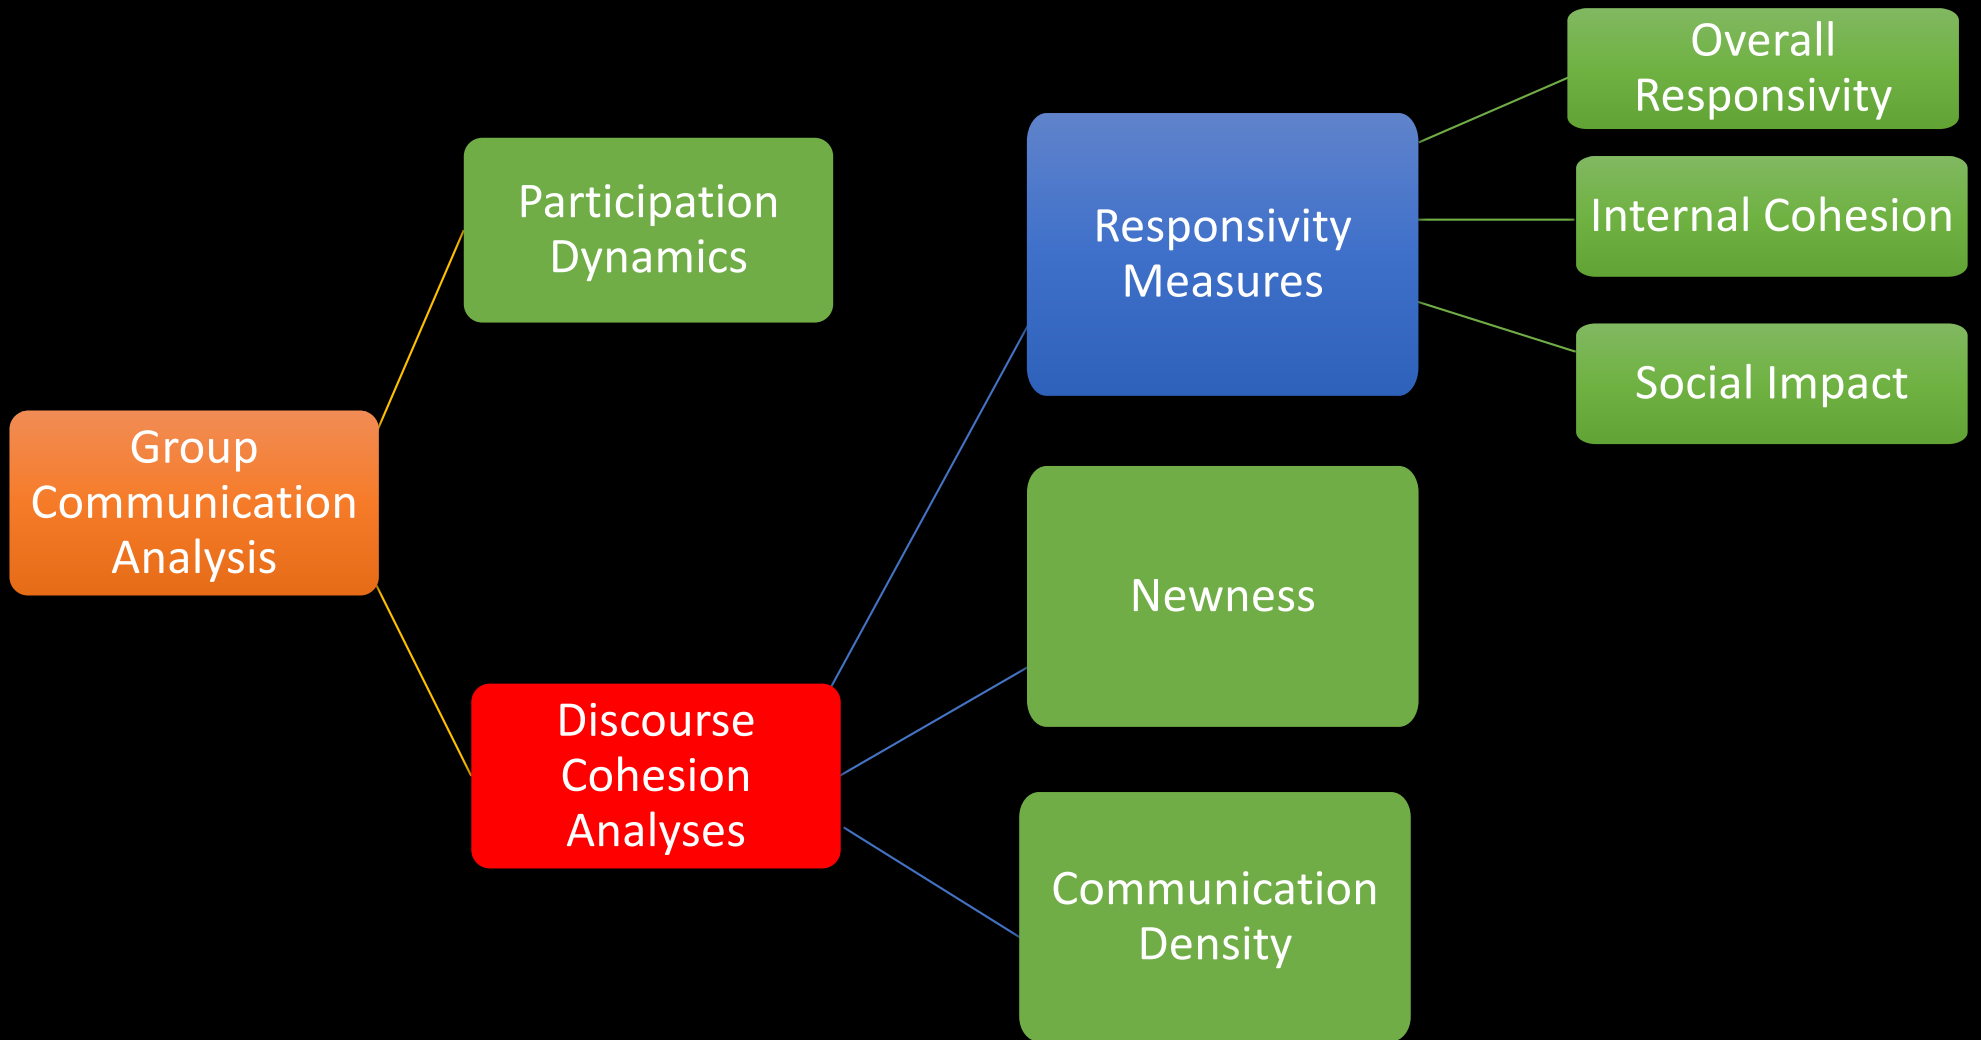 Group
Communication
Analysis
Participation
Dynamics
Discourse
Cohesion
Analyses
Responsivity
Measures
Newness
Communication
Density
Overall
Responsivity
Internal Cohesion
Social Impact